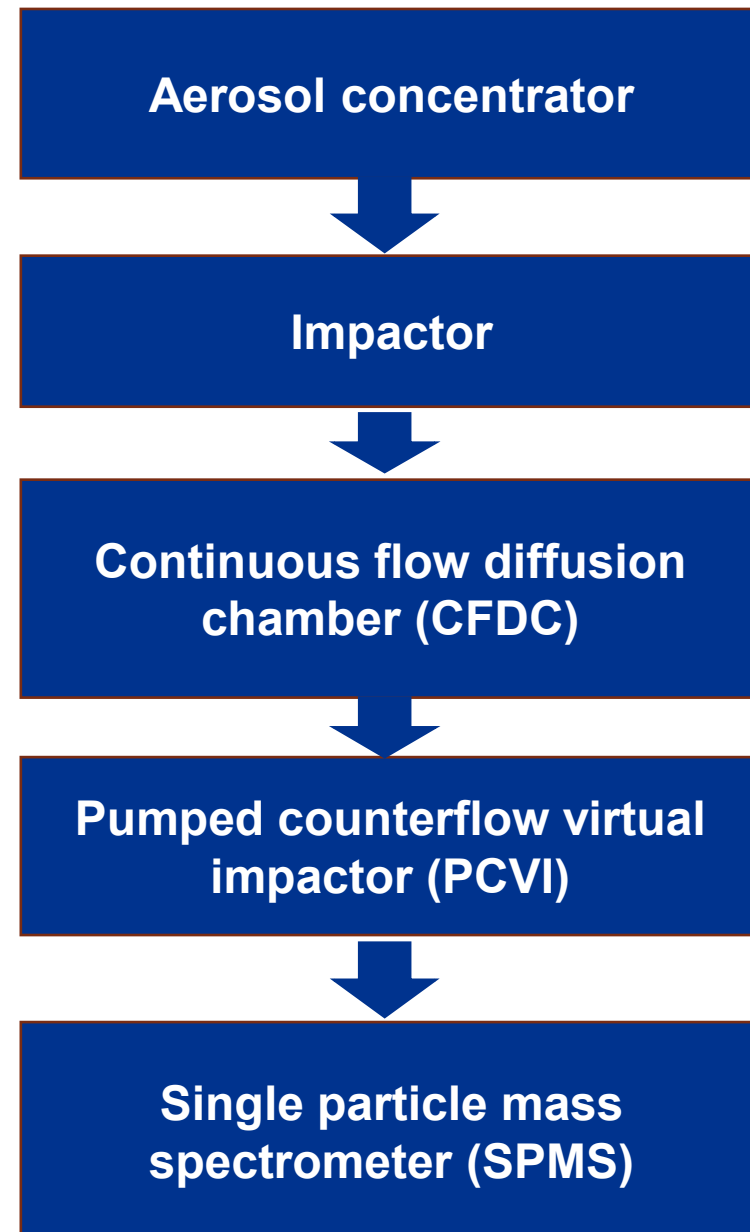 Aerosol concentrator
Impactor
Continuous flow diffusion
chamber (CFDC)
Pumped counterflow virtual
impactor (PCVI)
Single particle mass
spectrometer (SPMS)